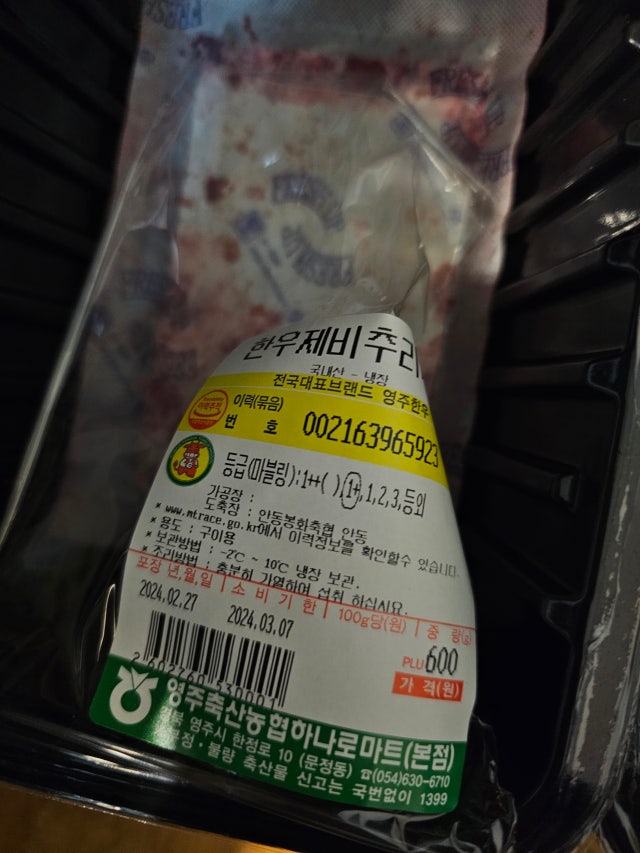 한우제비추리
국내산 - 냉장
전국대표브랜드 영주한우
이력(묶음)
번 호 002163965923
등급(마블링):1++( ),1+,1,2,3,등외
가공장 :
도축장 : 안동봉화축협 안동
* www.mtrace.go.kr에서 이력정보를 확인할수 있습니다.
* 용도 : 구이용
* 보관방법 : -2℃ ~ 10℃ 냉장 보관.
* 조리방법 : 충분히 가열하여 섭취 하십시요.
포장 년,월,일 소 비 기 한 100g당(원) 중 량(g)
2024.02.27 2024.03.07
PLU 600
가 격(원)
영주축산농협하나로마트(본점)
경북 영주시 한정로 10 (문정동) ☎(054)630-6710
불량 축산물 신고는 국번없이 1399